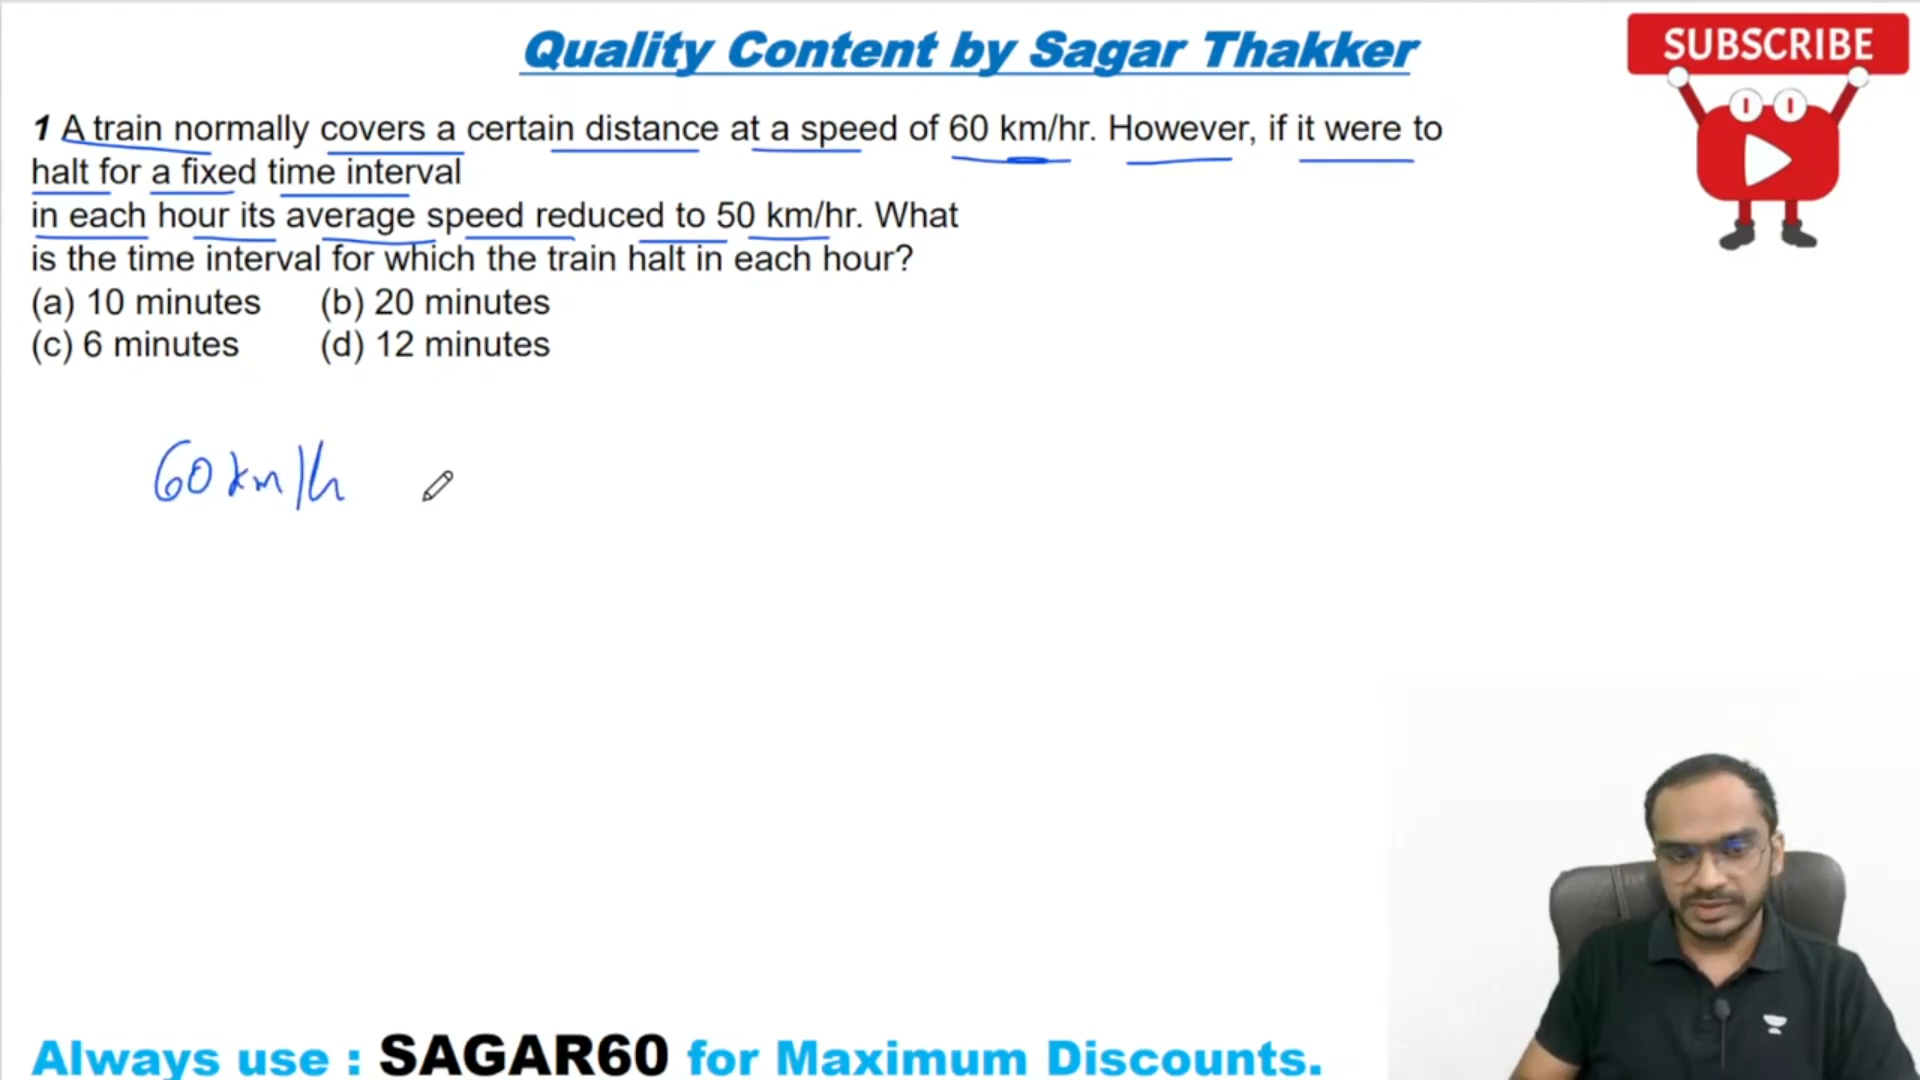 Quality Content by Sagar Thakker
SUBSCRIBE
1 A train normally covers a certain distance at a speed of 60 km/hr. However, if it were to
halt for a fixed time interval
in each hour its average speed reduced to 50 km/hr. What
is the time interval for which the train halt in each hour?
(a) 10 minutes (b) 20 minutes
(c) 6 minutes (d) 12 minutes
60 km/h
Always use : SAGAR60 for Maximum Discounts.